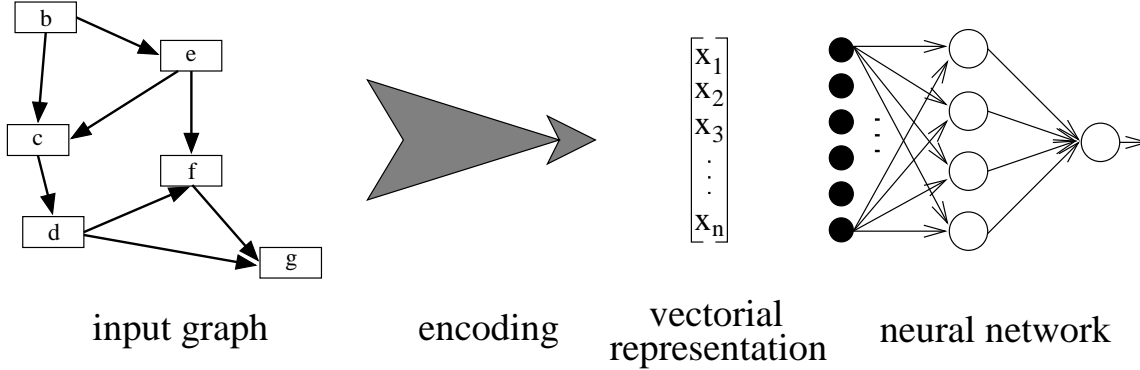 b
e
c
f
d
g
x1
x2
x3
.
.
.
.
xn
input graph
encoding
vectorial
representation
neural network